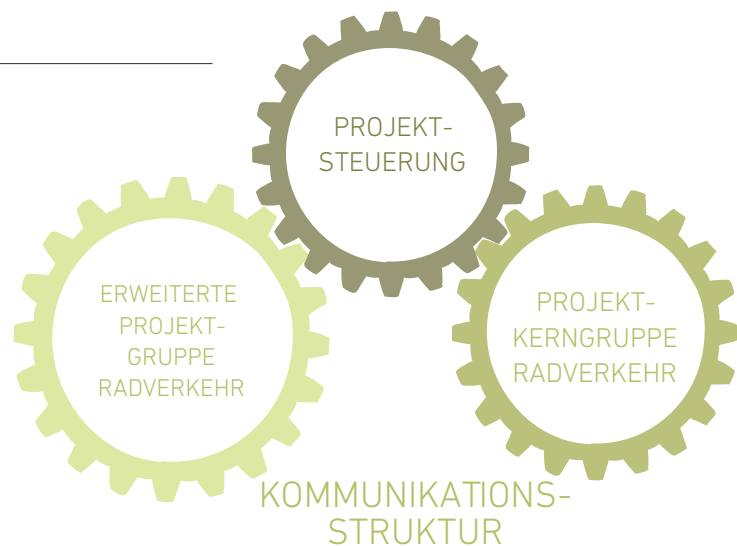 PROJEKT-
STEUERUNG
ERWEITERTE
PROJEKT-
GRUPPE
RADVERKEHR
PROJEKT-
KERNGRUPPE
RADVERKEHR
KOMMUNIKATIONS-
STRUKTUR